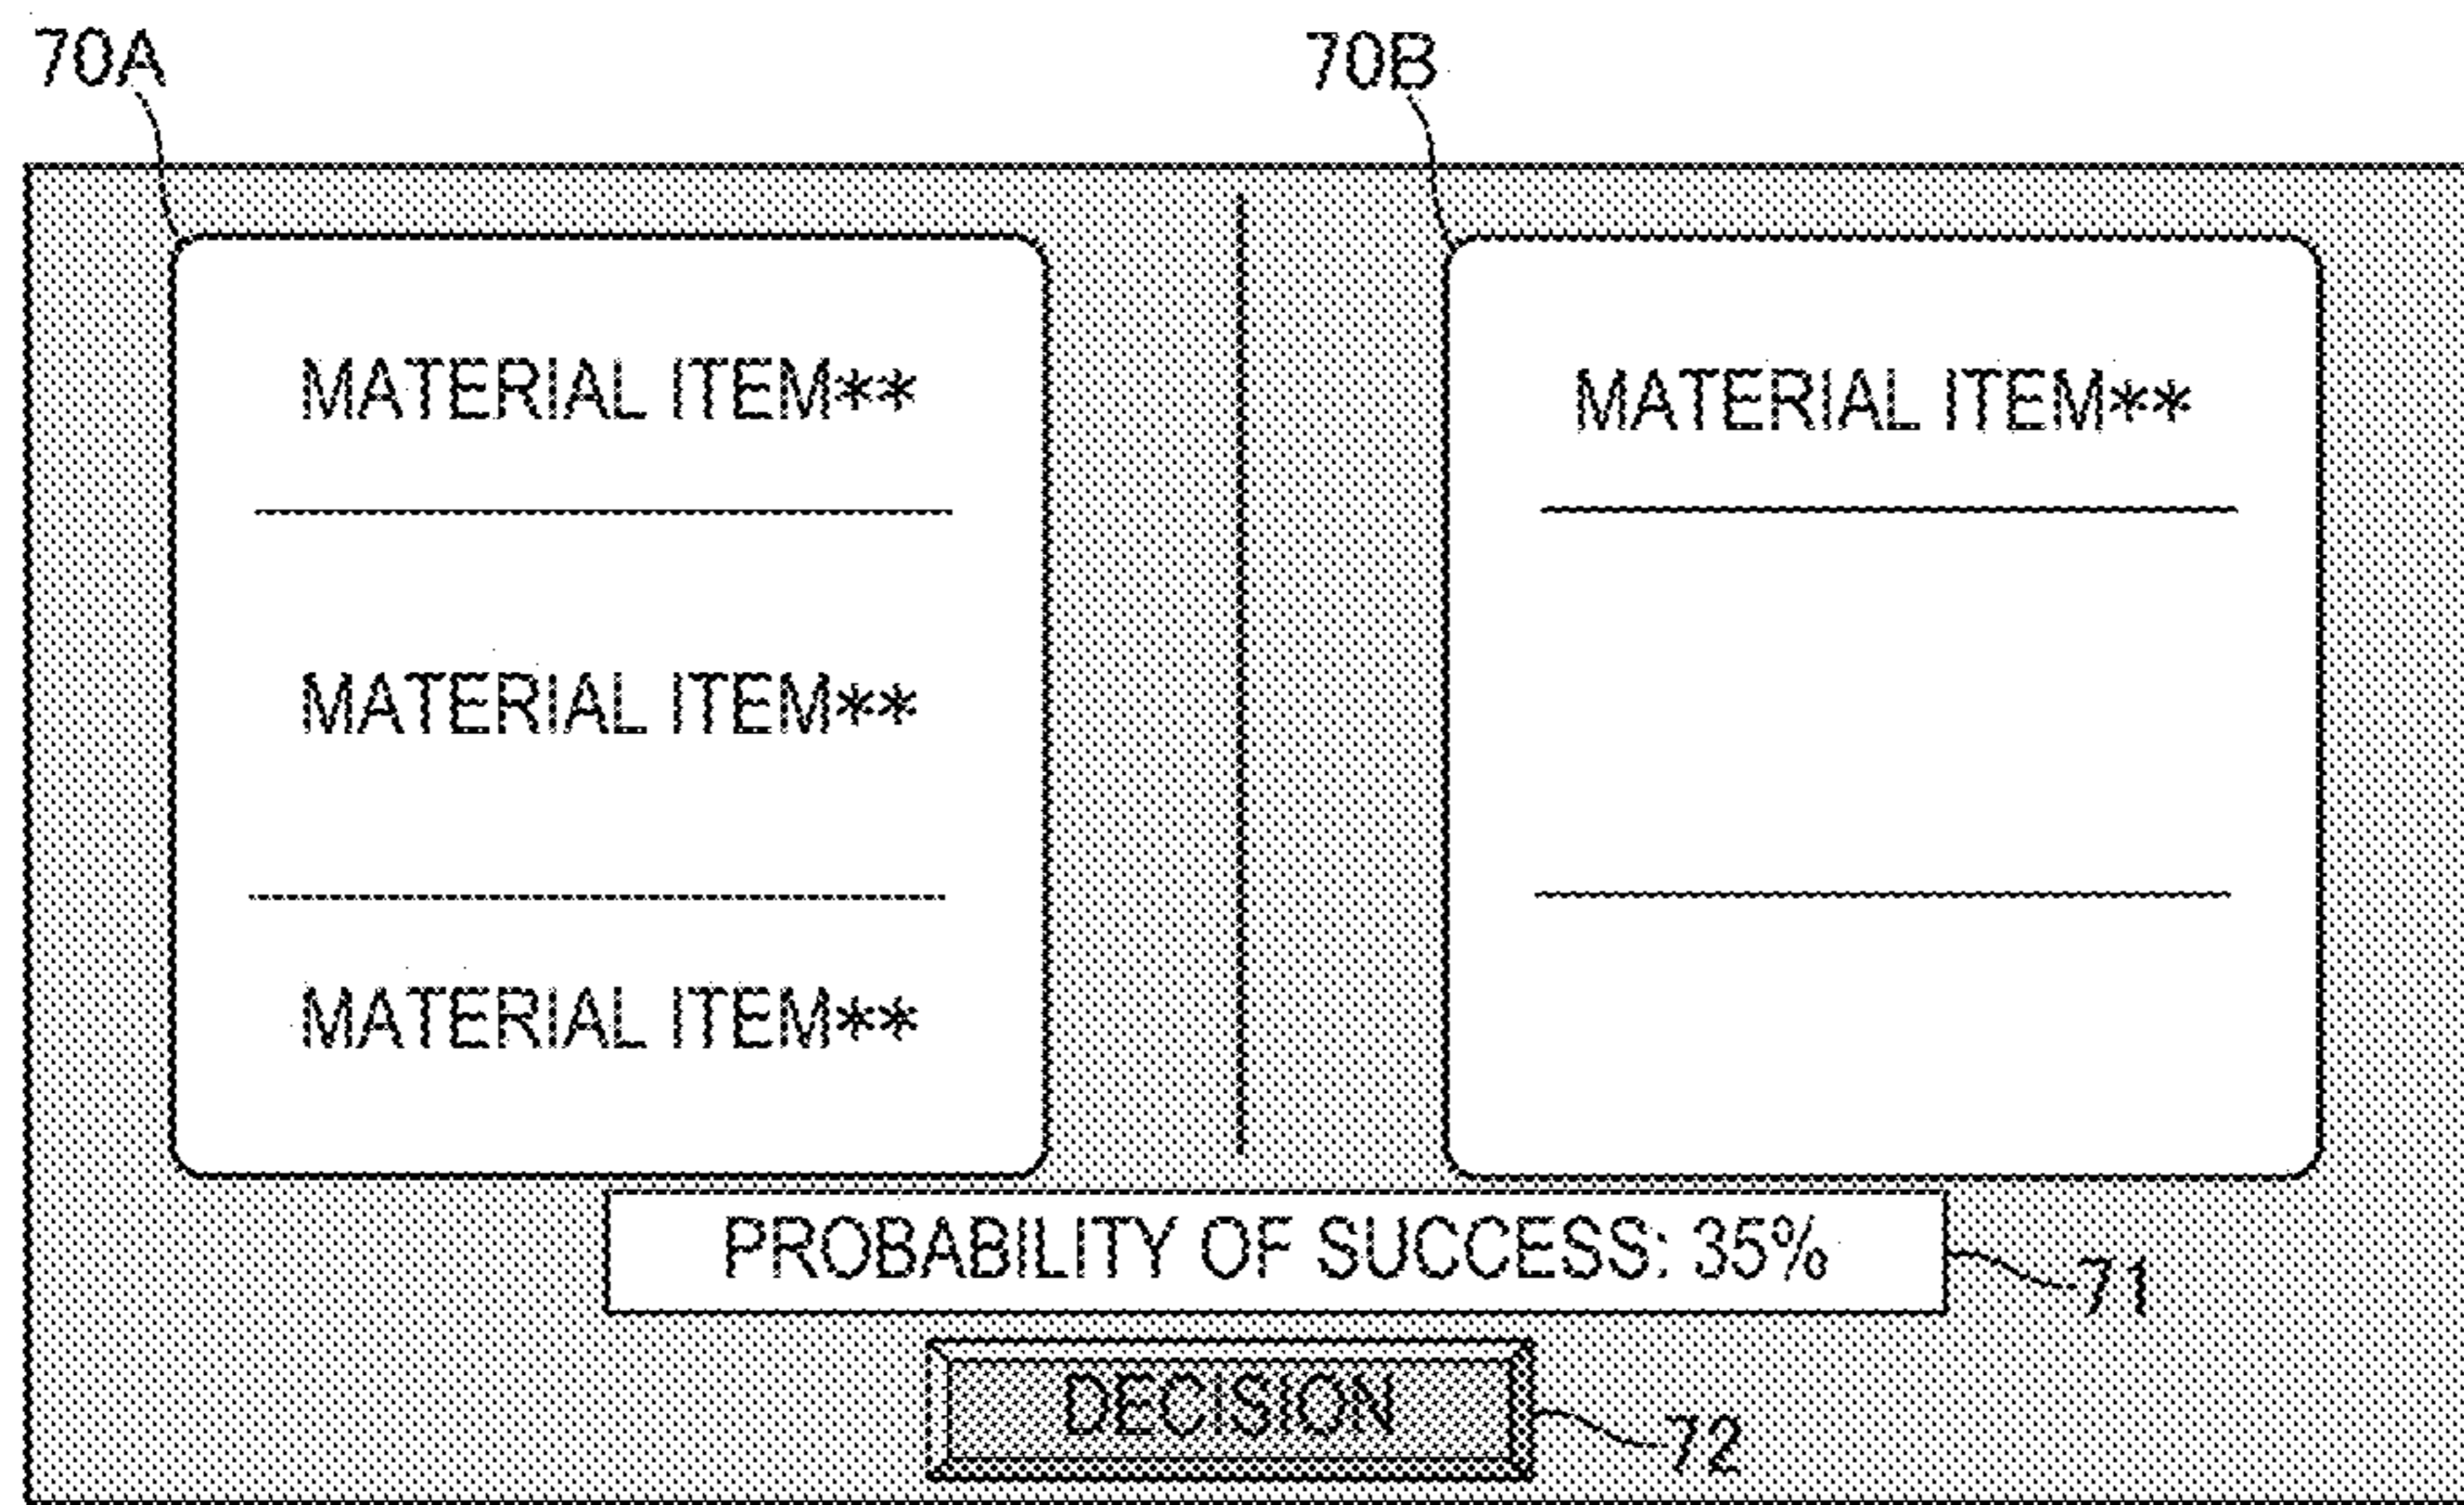 70A
70B
MATERIAL ITEM**
MATERIAL ITEM**
MATERIAL ITEM**
MATERIAL ITEM**
PROBABILITY OF SUCCESS: 35%
71
DECISION
72